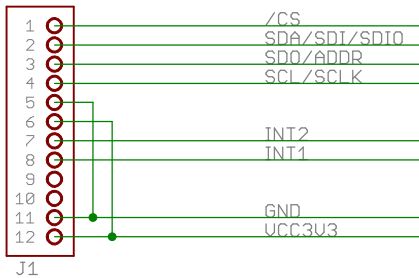 1 /CS
2 SDA/SDI/SDIO
3 SDO/ADDR
4 SCL/SCLK
5
6
7 INT2
8 INT1
9
10
11 GND
12 VCC3V3
J1